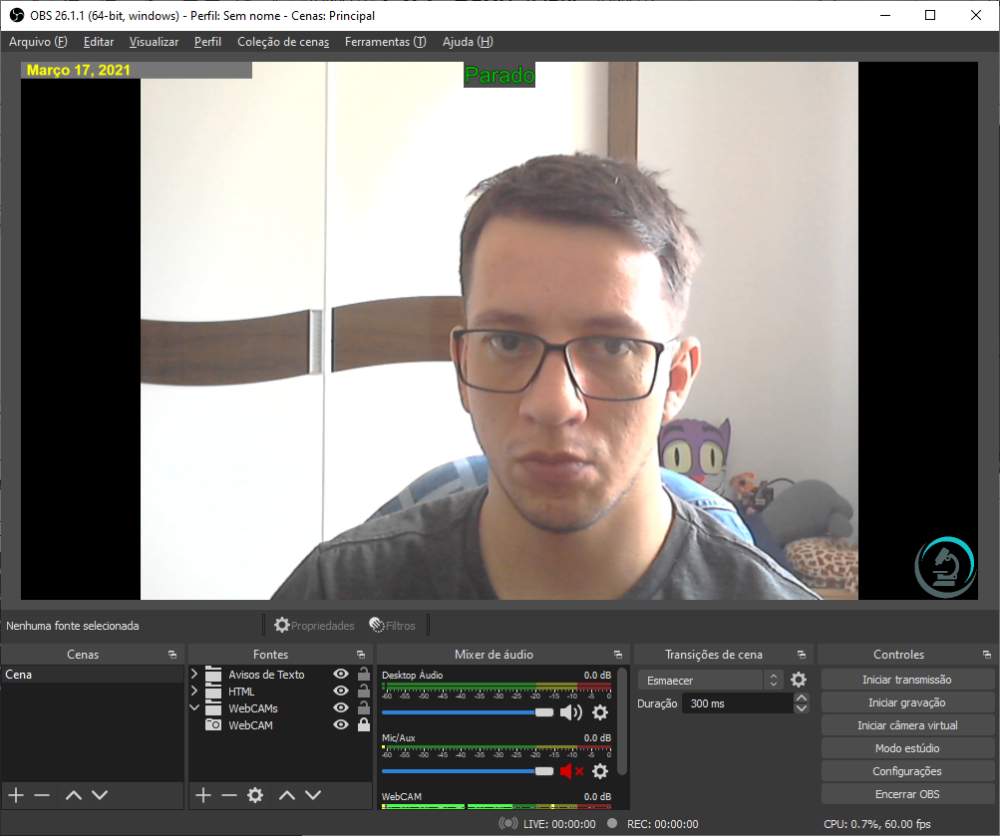 OBS 26.1.1 (64-bit, windows) - Perfil: Sem nome - Cenas: Principal
Arquivo (F) Editar Visualizar Perfil Coleção de cenas Ferramentas (T) Ajuda (H)
Março 17, 2021
Parado
Nenhuma fonte selecionada Propriedades Filtros
Cenas Fontes Mixer de áudio Transições de cena Controles
Cena
Avisos de Texto
HTML
WebCAMs
WebCAM
Desktop Audio 0.0 dB
-60 -55 -50 -45 -40 -35 -30 -25 -20 -15 -10 -5 0
Mic/Aux 0.0 dB
-60 -55 -50 -45 -40 -35 -30 -25 -20 -15 -10 -5 0
WebCAM 0.0 dB
Esmaecer
Duração 300 ms
Iniciar transmissão
Iniciar gravação
Iniciar câmera virtual
Modo estúdio
Configurações
Encerrar OBS
LIVE: 00:00:00 REC: 00:00:00 CPU: 0.7%, 60.00 fps